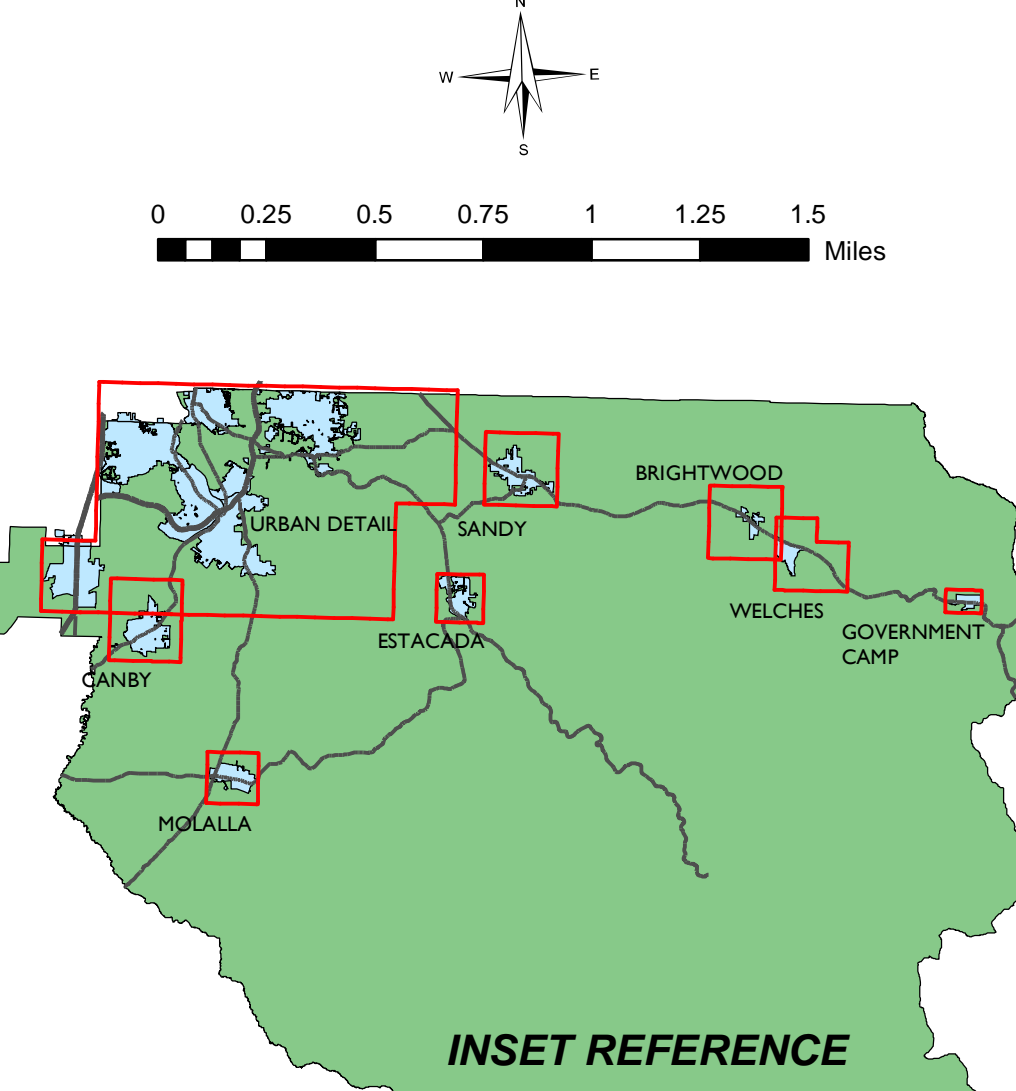 N
W E
S
0 0.25 0.5 0.75 1 1.25 1.5
Miles
BRIGHTWOOD
URBAN DETAIL
SANDY
WELCHES
ESTACADA
GOVERNMENT
CAMP
CANBY
MOLALLA
INSET REFERENCE